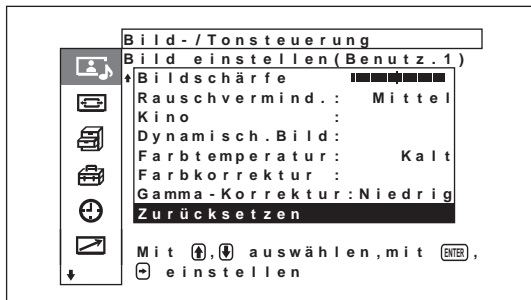 Bild-/Tonsteuerung
Bild einstellen(Benutz.1)
Bildschärfe
Rauschvermind.: Mittel
Kino :
Dynamisch.Bild:
Farbtemperatur: Kalt
Farbkorrektur :
Gamma-Korrektur:Niedrig
Zurücksetzen
Mit ↑,↓ auswählen,mit ENTER,
→ einstellen